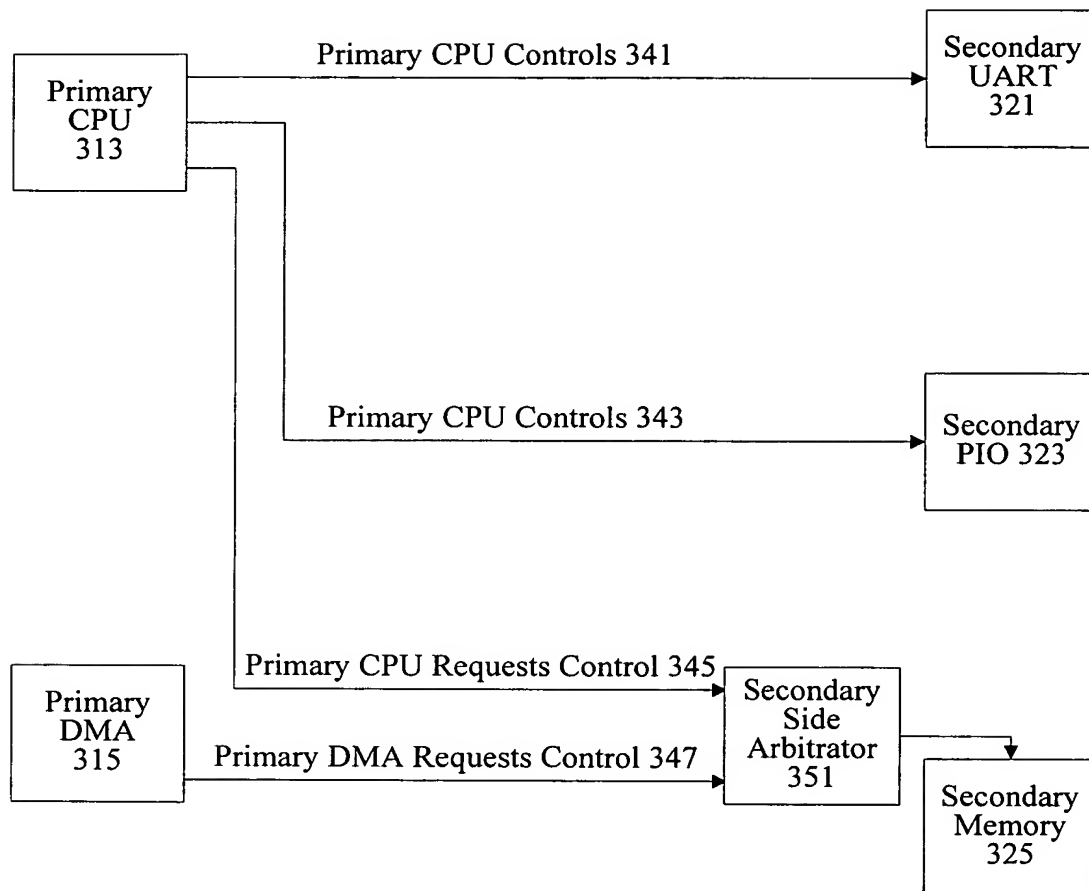 Primary CPU Controls 341
Secondary
UART
321
Primary
CPU
313
Primary CPU Controls 343
Secondary
PIO 323
Primary CPU Requests Control 345
Primary
DMA
315
Primary DMA Requests Control 347
Secondary
Side
Arbitrator
351
Secondary
Memory
325